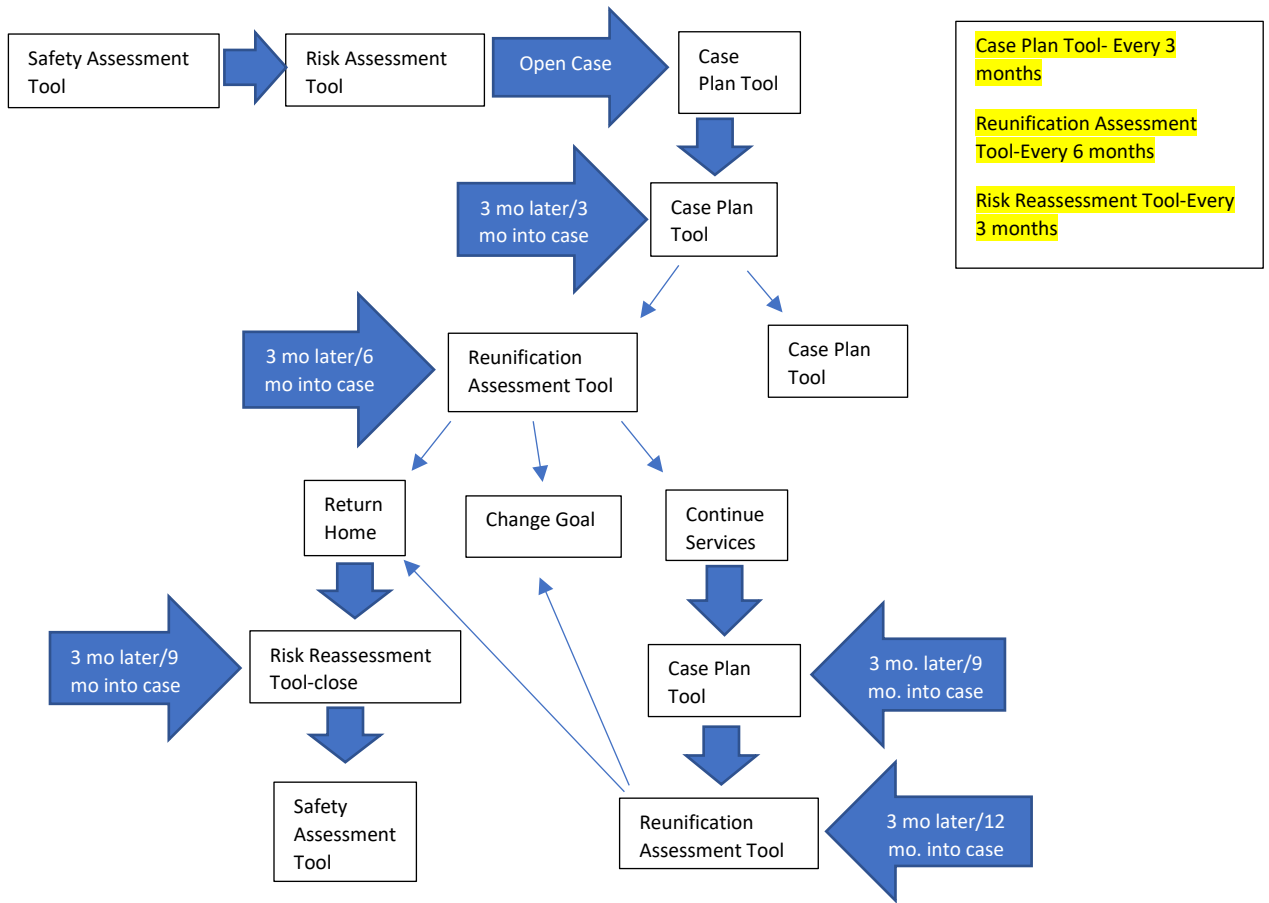 Safety Assessment
Tool
Risk Assessment
Tool
Open Case
Case
Plan Tool
Case Plan Tool- Every 3
months
Reunification Assessment
Tool-Every 6 months
Risk Reassessment Tool-Every
3 months
3 mo later/3
mo into case
Case Plan
Tool
3 mo later/6
mo into case
Reunification
Assessment Tool
Case Plan
Tool
Return
Home
Change Goal
Continue
Services
3 mo later/9
mo into case
Risk Reassessment
Tool-close
Case Plan
Tool
3 mo. later/9
mo. into case
Safety
Assessment
Tool
Reunification
Assessment Tool
3 mo later/12
mo. into case